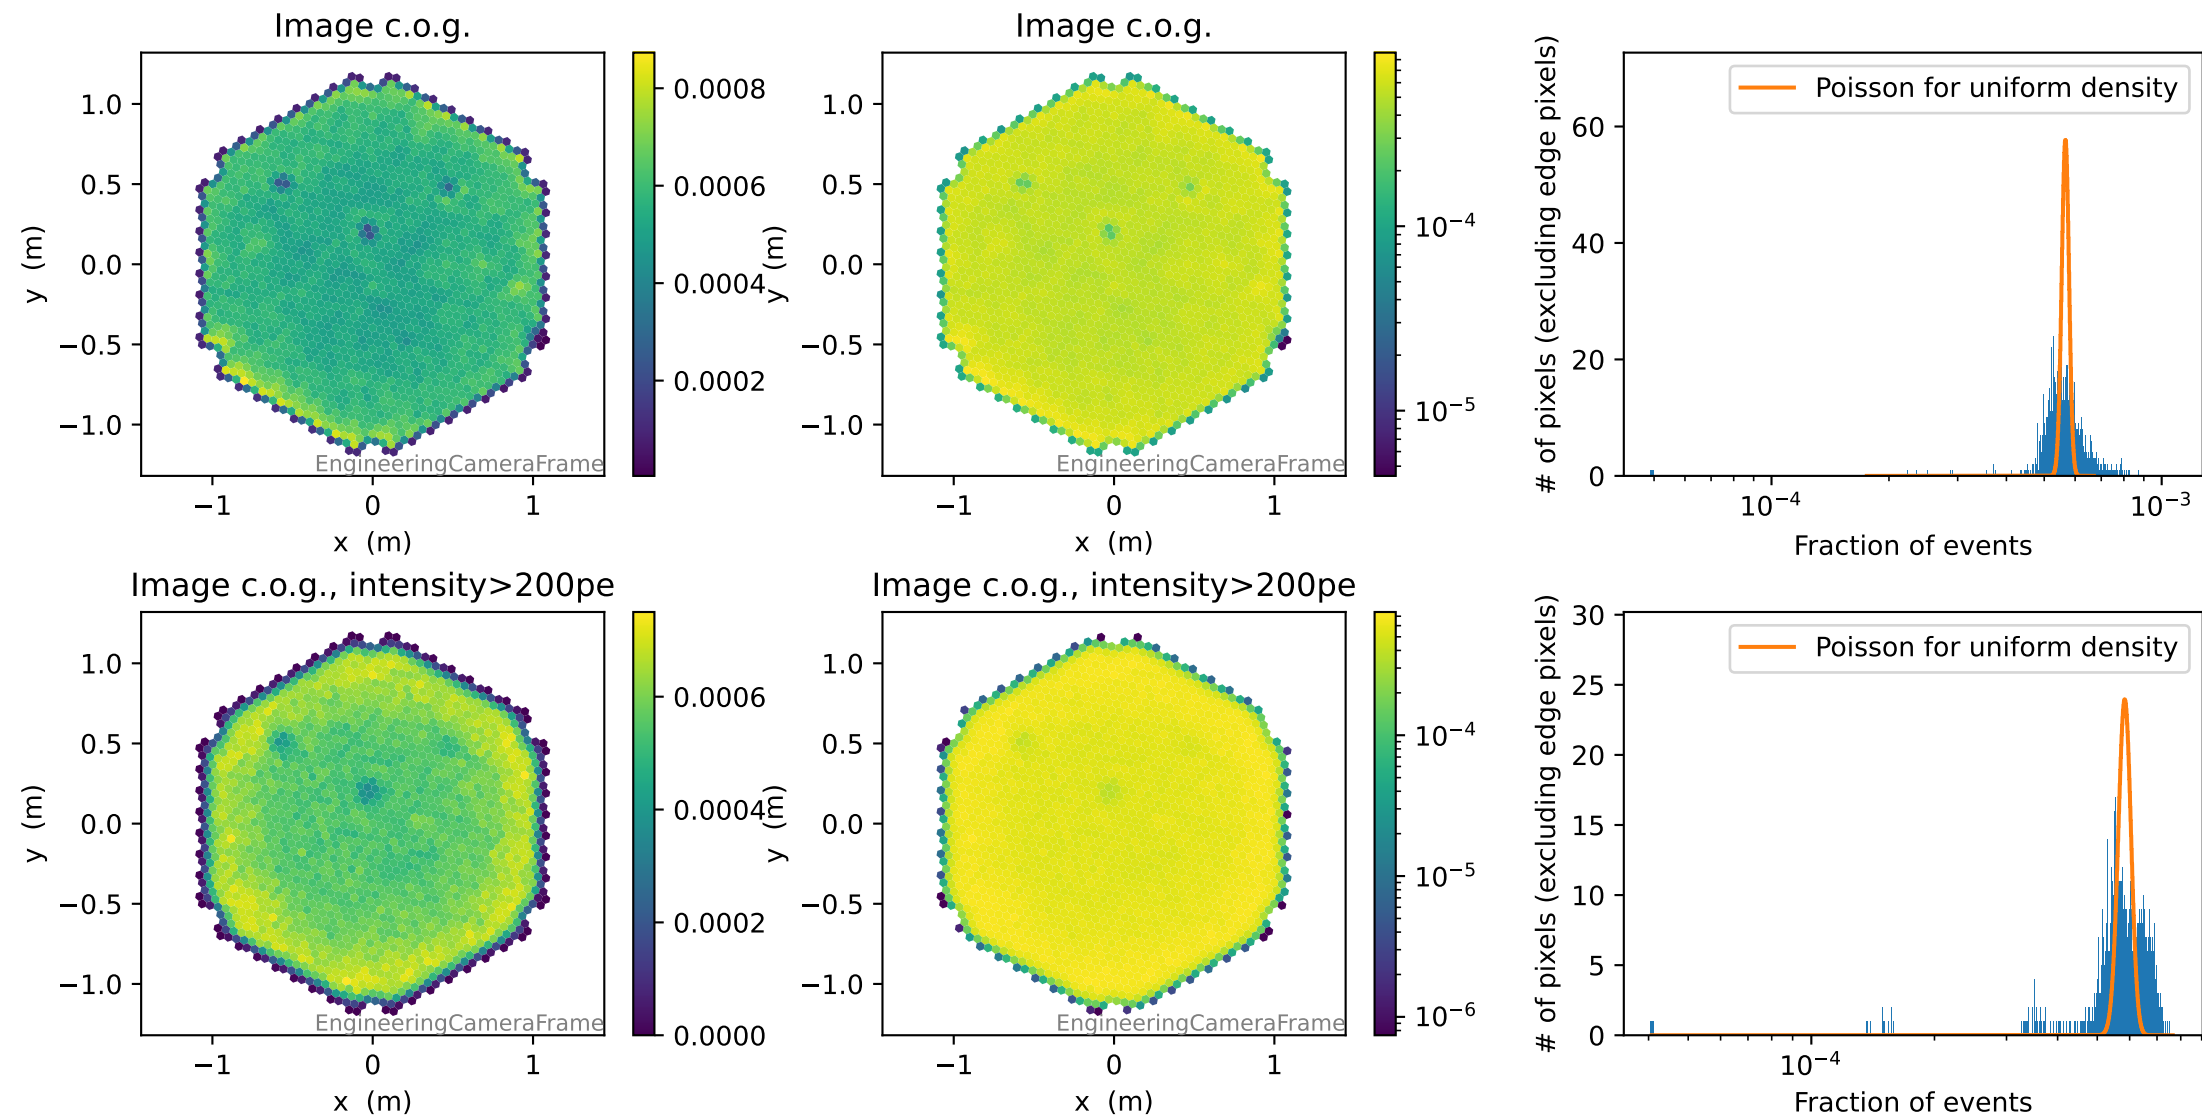 Image c.o.g.
y (m)
1.0
0.5
0.0
−0.5
−1.0
−1
0
1
x (m)
EngineeringCameraFrame
0.0008
0.0006
0.0004
0.0002
Image c.o.g.
y (m)
1.0
0.5
0.0
−0.5
−1.0
−1
0
1
x (m)
EngineeringCameraFrame
10⁻⁴
10⁻⁵
# of pixels (excluding edge pixels)
60
40
20
0
Poisson for uniform density
10⁻⁴
10⁻³
Fraction of events
Image c.o.g., intensity>200pe
y (m)
1.0
0.5
0.0
−0.5
−1.0
−1
0
1
x (m)
EngineeringCameraFrame
0.0006
0.0004
0.0002
0.0000
Image c.o.g., intensity>200pe
y (m)
1.0
0.5
0.0
−0.5
−1.0
−1
0
1
x (m)
EngineeringCameraFrame
10⁻⁴
10⁻⁵
10⁻⁶
# of pixels (excluding edge pixels)
30
25
20
15
10
5
0
Poisson for uniform density
10⁻⁴
Fraction of events